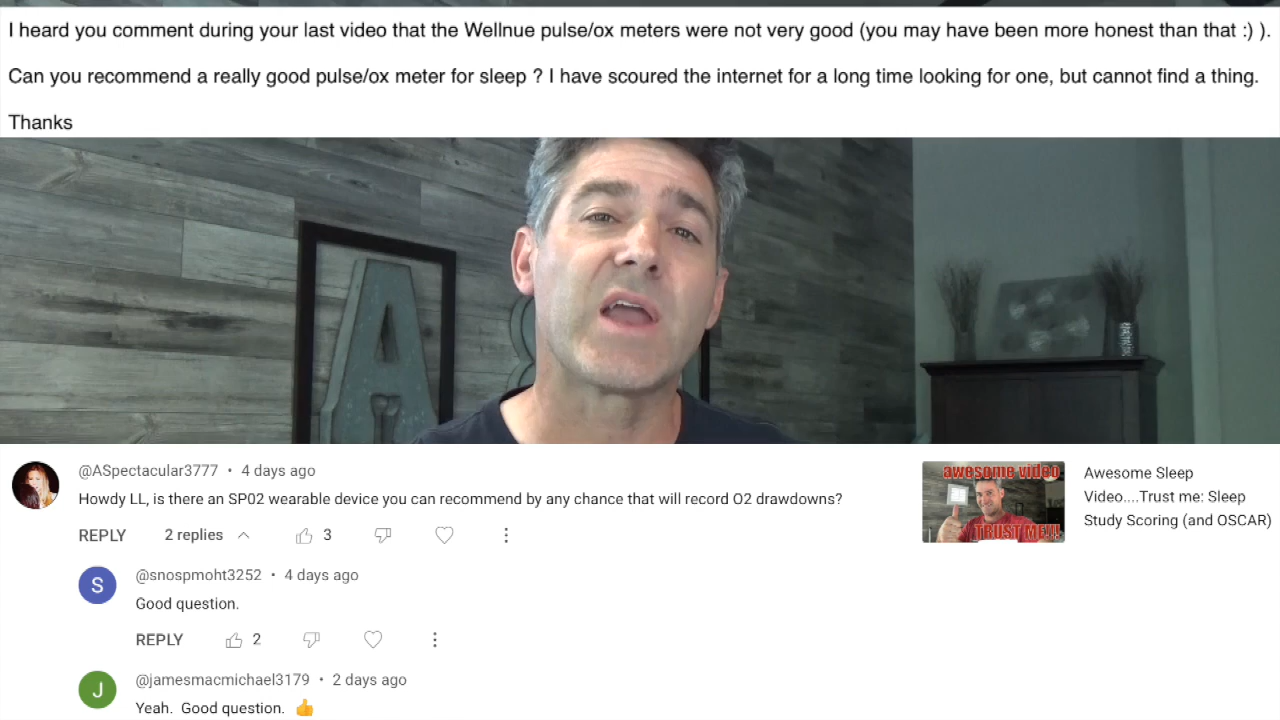 I heard you comment during your last video that the Wellnue pulse/ox meters were not very good (you may have been more honest than that :) ).
Can you recommend a really good pulse/ox meter for sleep ? I have scoured the internet for a long time looking for one, but cannot find a thing.
Thanks
A
@ASpectacular3777 • 4 days ago
Howdy LL, is there an SP02 wearable device you can recommend by any chance that will record O2 drawdowns?
REPLY 2 replies 3
S
@snospmoht3252 • 4 days ago
Good question.
REPLY 2
J
@jamesmacmichael3179 • 2 days ago
Yeah. Good question. 👍
awesome video
TRUST ME!!!
Awesome Sleep
Video....Trust me: Sleep
Study Scoring (and OSCAR)